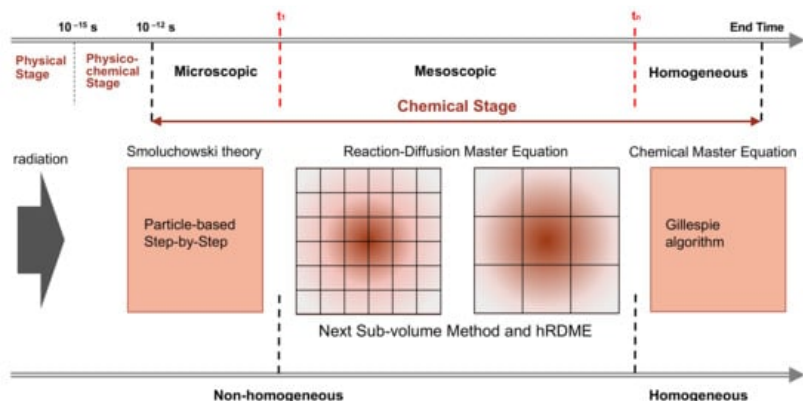 10⁻¹⁵ s
10⁻¹² s
t₁
tₙ
End Time
Physical
Stage
Physico-
chemical
Stage
Microscopic
Mesoscopic
Homogeneous
Chemical Stage
radiation
Smoluchowski theory
Reaction-Diffusion Master Equation
Chemical Master Equation
Particle-based
Step-by-Step
Gillespie
algorithm
Next Sub-volume Method and hRDME
Non-homogeneous
Homogeneous